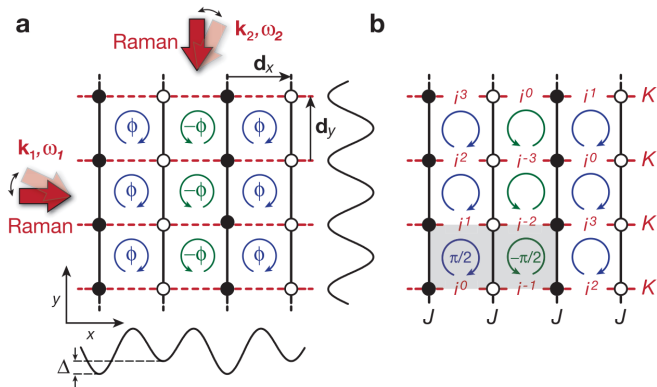 a
Raman
k₂,ω₂
dₓ
b
ϕ −ϕ ϕ
d_y
k₁,ω₁
Raman
ϕ −ϕ ϕ
ϕ −ϕ ϕ
y
x
Δ
i³ i⁰ i¹ K
i² i⁻³ i⁰ K
i¹ i⁻² i³ K
π/2 −π/2
i⁰ i⁻¹ i² K
J J J J